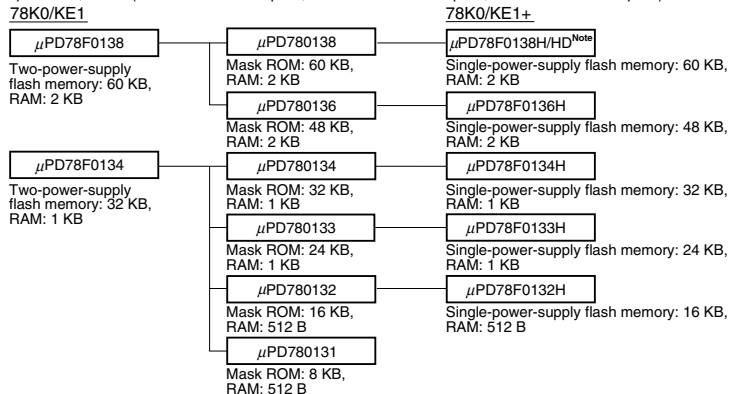 78K0/KE1
78K0/KE1+
μPD78F0138
μPD780138
μPD78F0138H/HDNote
Two-power-supply
flash memory: 60 KB,
RAM: 2 KB
Mask ROM: 60 KB,
RAM: 2 KB
Single-power-supply flash memory: 60 KB,
RAM: 2 KB
μPD780136
μPD78F0136H
Mask ROM: 48 KB,
RAM: 2 KB
Single-power-supply flash memory: 48 KB,
RAM: 2 KB
μPD78F0134
μPD780134
μPD78F0134H
Two-power-supply
flash memory: 32 KB,
RAM: 1 KB
Mask ROM: 32 KB,
RAM: 1 KB
Single-power-supply flash memory: 32 KB,
RAM: 1 KB
μPD780133
μPD78F0133H
Mask ROM: 24 KB,
RAM: 1 KB
Single-power-supply flash memory: 24 KB,
RAM: 1 KB
μPD780132
μPD78F0132H
Mask ROM: 16 KB,
RAM: 512 B
Single-power-supply flash memory: 16 KB,
RAM: 512 B
μPD780131
Mask ROM: 8 KB,
RAM: 512 B